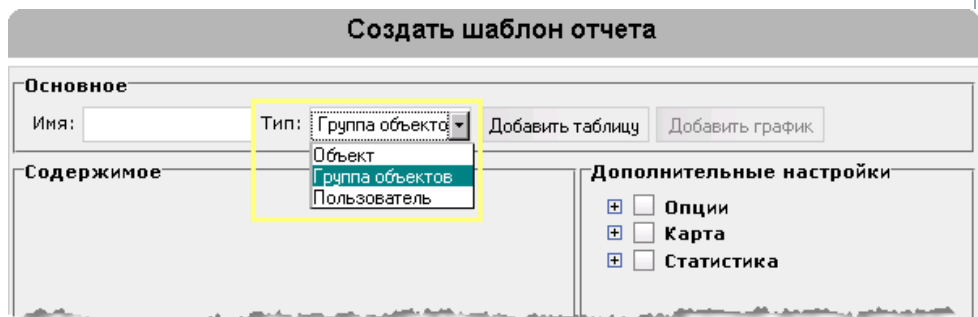 Создать шаблон отчета
Основное
Имя: Тип: Группа объекто Добавить таблицу Добавить график
Объект
Группа объектов
Пользователь
Содержимое
Дополнительные настройки
Опции
Карта
Статистика